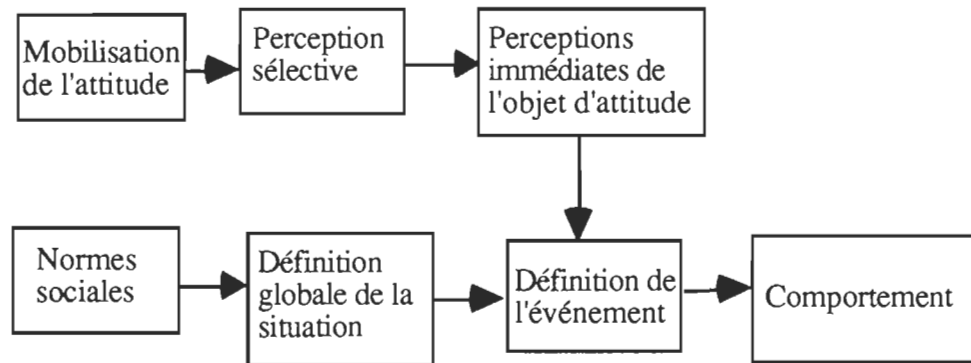 Mobilisation
de l'attitude
Perception
sélective
Perceptions
immédiates de
l'objet d'attitude
Normes
sociales
Définition
globale de la
situation
Définition de
l'événement
Comportement